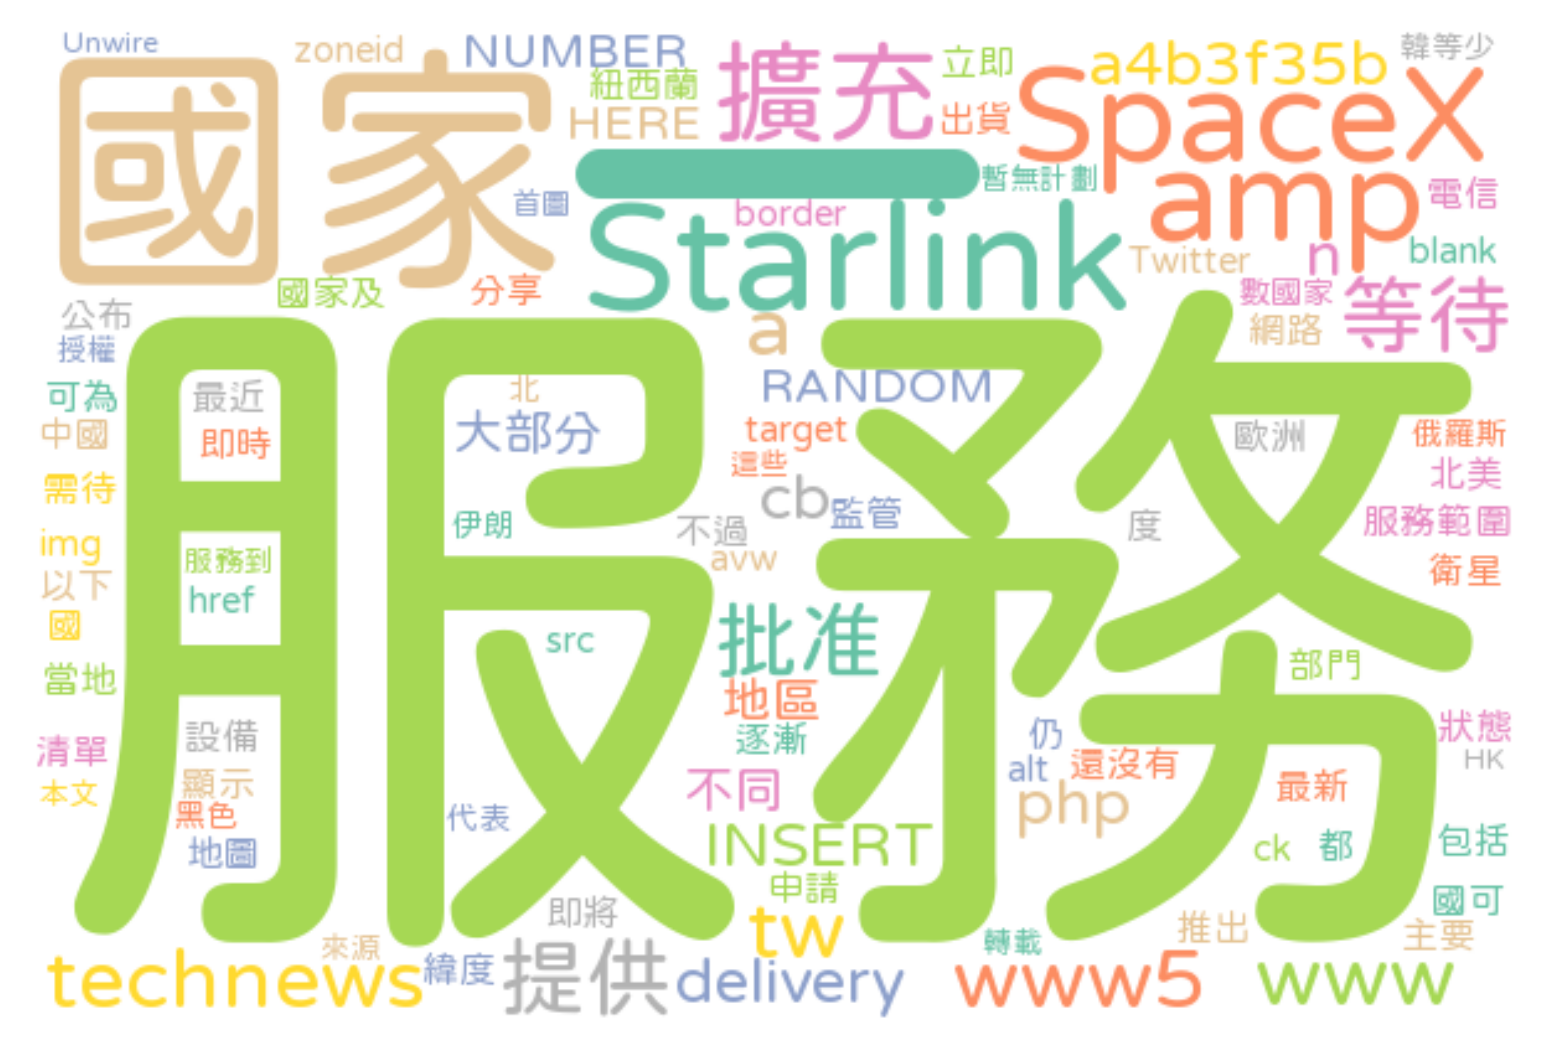 Unwire
zoneid
NUMBER
紐西蘭
HERE
擴充
立即
出貨
a4b3f35b
韓等少
SpaceX
國家
一
暫無計劃
amp
電信
首圖
border
Starlink
Twitter
n
blank
國家及
分享
數國家
等待
公布
a
網路
授權
服務
可為
最近
北
RANDOM
中國
即時
大部分
target
歐洲
俄羅斯
這些
北美
需待
cb
監管
img
伊朗
不過
度
服務範圍
服務到
avw
以下
href
衛星
國
src
批准
當地
地區
部門
清單
設備
逐漸
仍
狀態
本文
顯示
不同
alt
還沒有
HK
黑色
php
最新
地圖
代表
INSERT
ck
都
包括
申請
國可
即將
tw
推出
主要
technews
來源
緯度
提供
delivery
轉載
www5
www